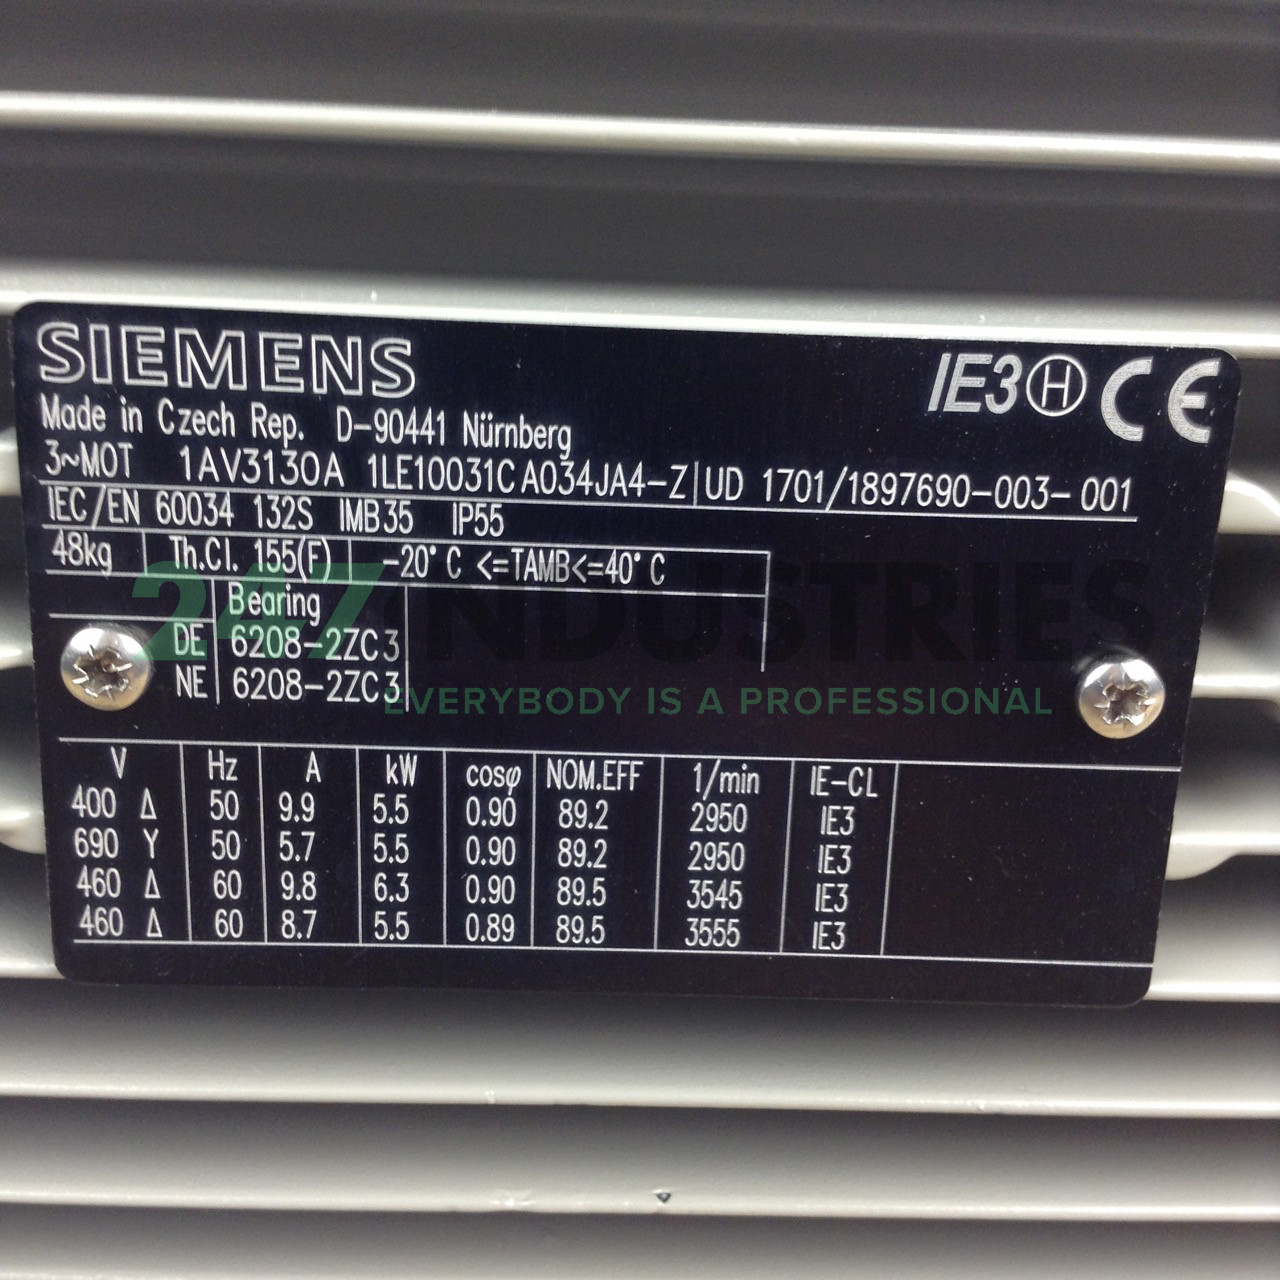 SIEMENS
IE3 H CE
Made in Czech Rep. D-90441 Nürnberg
3~MOT 1AV3130A 1LE10031CA034JA4-Z UD 1701/1897690-003-001
IEC/EN 60034 132S IMB35 IP55
48kg Th.Cl. 155(F) -20°C <=TAMB<=40°C
Bearing
DE 6208-2ZC3
NE 6208-2ZC3
247 INDUSTRIES
EVERYBODY IS A PROFESSIONAL
V Hz A kW cosφ NOM.EFF 1/min IE-CL
400 Δ 50 9.9 5.5 0.90 89.2 2950 IE3
690 Y 50 5.7 5.5 0.90 89.2 2950 IE3
460 Δ 60 9.8 6.3 0.90 89.5 3545 IE3
460 Δ 60 8.7 5.5 0.89 89.5 3555 IE3